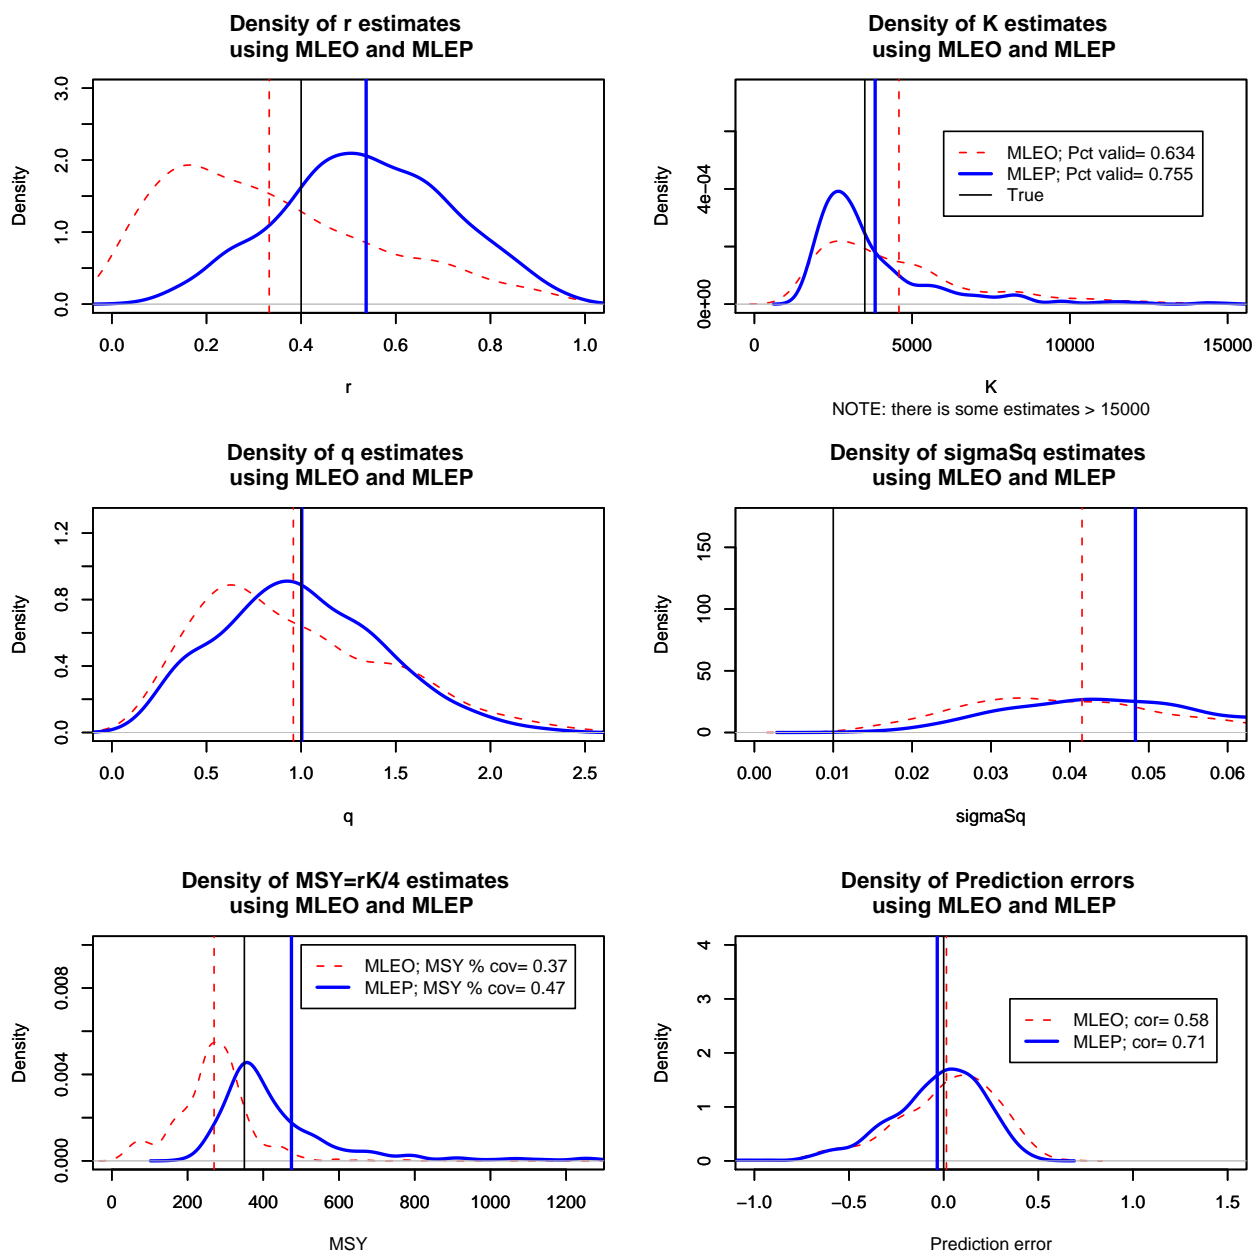 Density of r estimates
using MLEO and MLEP
Density
0.0 1.0 2.0 3.0
0.0 0.2 0.4 0.6 0.8 1.0
r
Density of K estimates
using MLEO and MLEP
Density
0e+00 4e-04
MLEO; Pct valid= 0.634
MLEP; Pct valid= 0.755
True
0 5000 10000 15000
K
NOTE: there is some estimates > 15000
Density of q estimates
using MLEO and MLEP
Density
0.0 0.4 0.8 1.2
0.0 0.5 1.0 1.5 2.0 2.5
q
Density of sigmaSq estimates
using MLEO and MLEP
Density
0 50 100 150
0.00 0.01 0.02 0.03 0.04 0.05 0.06
sigmaSq
Density of MSY=rK/4 estimates
using MLEO and MLEP
Density
0.000 0.004 0.008
MLEO; MSY % cov= 0.37
MLEP; MSY % cov= 0.47
0 200 400 600 800 1000 1200
MSY
Density of Prediction errors
using MLEO and MLEP
Density
0 1 2 3 4
MLEO; cor= 0.58
MLEP; cor= 0.71
−1.0 −0.5 0.0 0.5 1.0 1.5
Prediction error